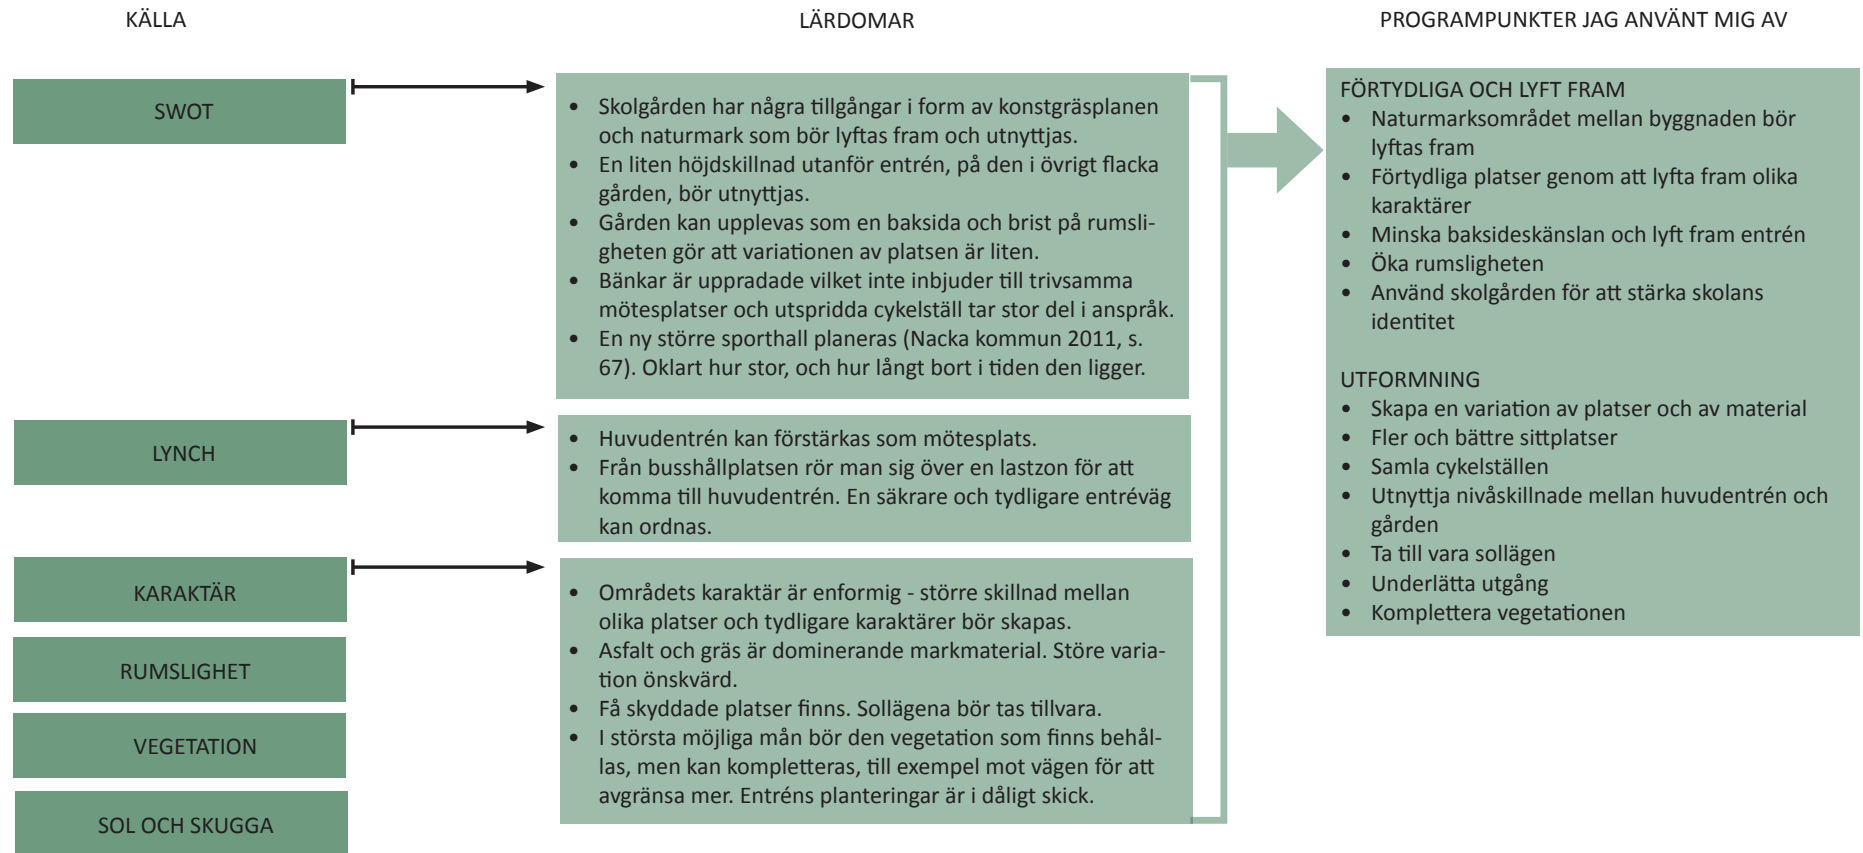 KÄLLA
LÄRDOMAR
PROGRAMPUNKTER JAG ANVÄNT MIG AV
SWOT
• Skolgården har några tillgångar i form av konstgräsplanen
och naturmark som bör lyftas fram och utnyttjas.
• En liten höjdskillnad utanför entrén, på den i övrigt flacka
gården, bör utnyttjas.
• Gården kan upplevas som en baksida och brist på rumsli-
gheten gör att variationen av platsen är liten.
• Bänkar är uppradade vilket inte inbjuder till trivsamma
mötesplatser och utspridda cykelställ tar stor del i anspråk.
• En ny större sporthall planeras (Nacka kommun 2011, s.
67). Oklart hur stor, och hur långt bort i tiden den ligger.
LYNCH
• Huvudentrén kan förstärkas som mötesplats.
• Från busshållplatsen rör man sig över en lastzon för att
komma till huvudentrén. En säkrare och tydligare entréväg
kan ordnas.
KARAKTÄR
RUMSLIGHET
VEGETATION
SOL OCH SKUGGA
• Områdets karaktär är enformig - större skillnad mellan
olika platser och tydligare karaktärer bör skapas.
• Asfalt och gräs är dominerande markmaterial. Störe varia-
tion önskvärd.
• Få skyddade platser finns. Sollägena bör tas tillvara.
• I största möjliga mån bör den vegetation som finns behål-
las, men kan kompletteras, till exempel mot vägen för att
avgränsa mer. Entréns planteringar är i dåligt skick.
FÖRTYDLIGA OCH LYFT FRAM
• Naturmarksområdet mellan byggnaden bör
lyftas fram
• Förtydliga platser genom att lyfta fram olika
karaktärer
• Minska baksideskänslan och lyft fram entrén
• Öka rumsligheten
• Använd skolgården för att stärka skolans
identitet
UTFORMNING
• Skapa en variation av platser och av material
• Fler och bättre sittplatser
• Samla cykelställen
• Utnyttja nivåskillnade mellan huvudentrén och
gården
• Ta till vara sollägen
• Underlätta utgång
• Komplettera vegetationen